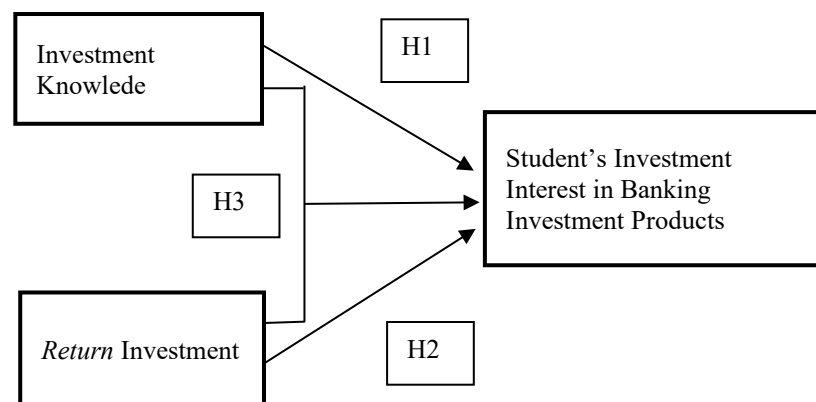 Investment
Knowlede
H1
Student's Investment
Interest in Banking
Investment Products
H3
Return Investment
H2